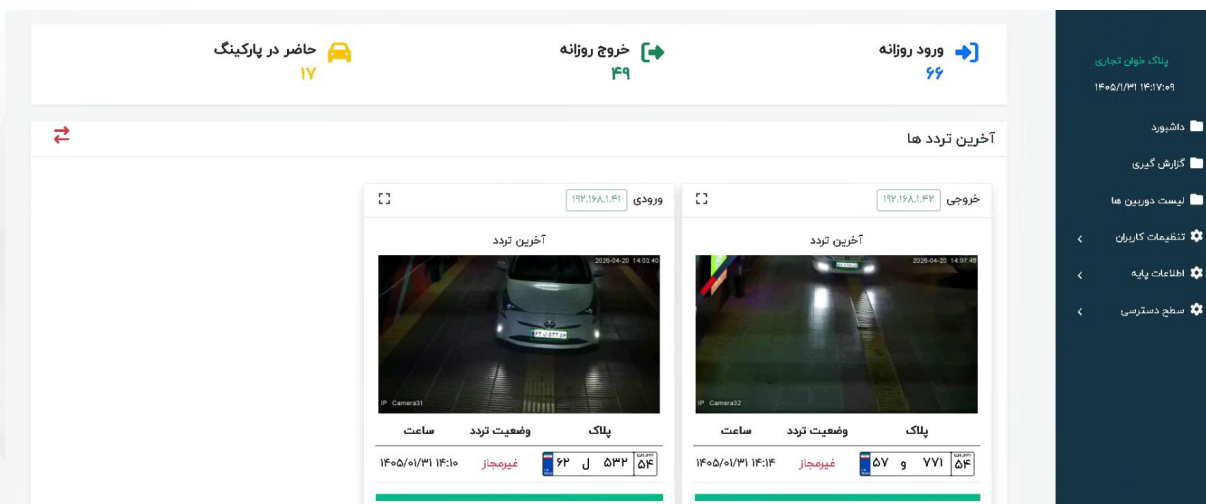 ورود روزانه
۶۶
خروج روزانه
۴۹
حاضر در پارکینگ
۱۷
پلاک خوان تجاری
۱۴۰۵/۱/۳۱ ۱۴:۱۷:۰۹
داشبورد
گزارش گیری
لیست دوربین ها
تنظیمات کاربران
اطلاعات پایه
سطح دسترسی
آخرین تردد ها
خروجی ۱۹۲.۱۶۸.۱.۴۲
آخرین تردد
2026-04-20 14:07:48
IP Camera32
پلاک وضعیت تردد ساعت
۵۷ و ۷۷۱ ۵۴ غیرمجاز ۱۴۰۵/۰۱/۳۱ ۱۴:۱۴
ورودی ۱۹۲.۱۶۸.۱.۴۱
آخرین تردد
2026-04-20 14:03:40
IP Camera31
پلاک وضعیت تردد ساعت
۶۲ ل ۵۳۲ ۵۴ غیرمجاز ۱۴۰۵/۰۱/۳۱ ۱۴:۱۰